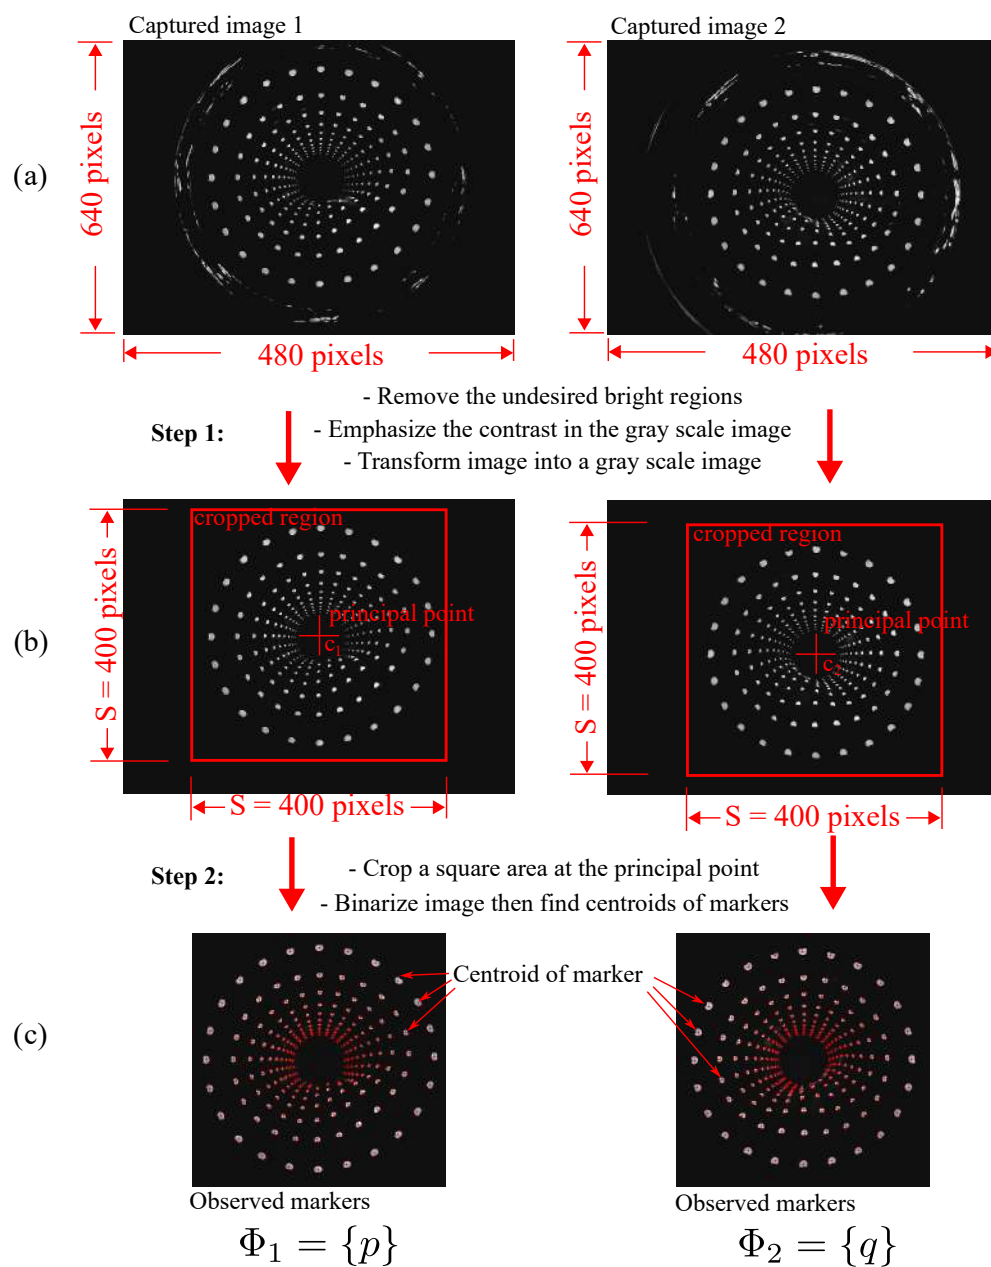 Captured image 1
Captured image 2
(a)
640 pixels
640 pixels
480 pixels
480 pixels
Step 1:
- Remove the undesired bright regions
- Emphasize the contrast in the gray scale image
- Transform image into a gray scale image
(b)
cropped region
cropped region
principal point
principal point
c₁
c₂
S = 400 pixels
S = 400 pixels
S = 400 pixels
S = 400 pixels
Step 2:
- Crop a square area at the principal point
- Binarize image then find centroids of markers
(c)
Centroid of marker
Observed markers
Observed markers
Φ₁ = {p}
Φ₂ = {q}